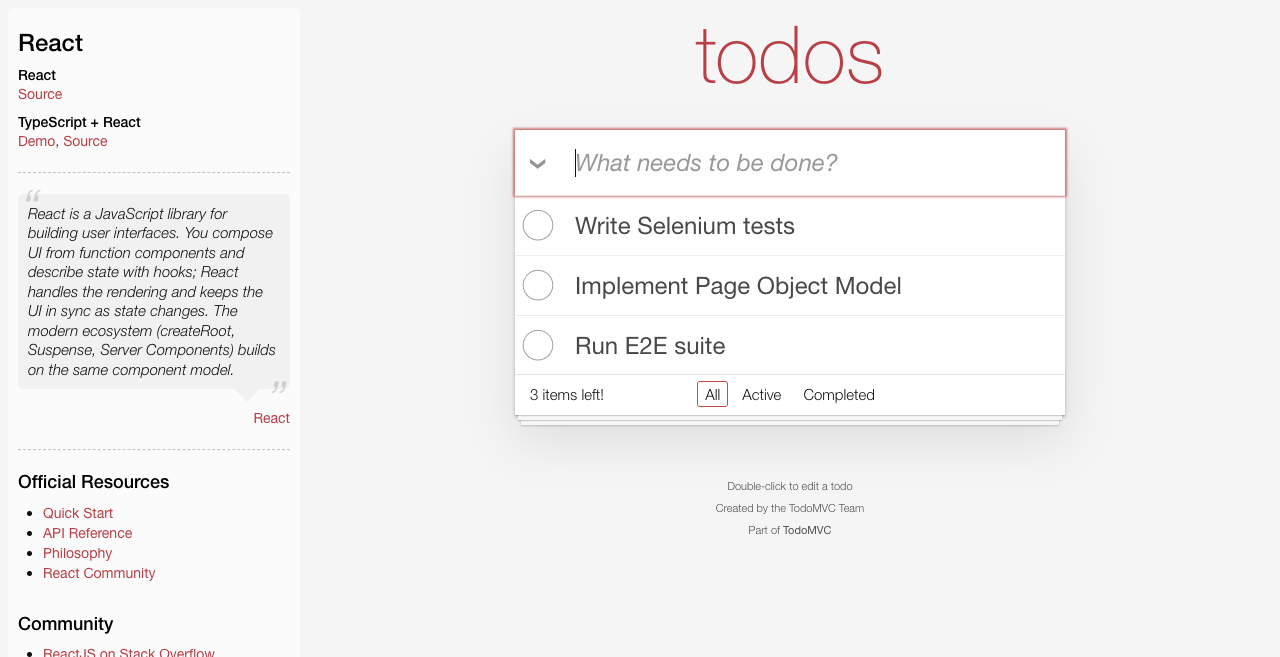 React
React
Source
TypeScript + React
Demo, Source
“
React is a JavaScript library for
building user interfaces. You compose
UI from function components and
describe state with hooks; React
handles the rendering and keeps the
UI in sync as state changes. The
modern ecosystem (createRoot,
Suspense, Server Components) builds
on the same component model.
”
React
Official Resources
Quick Start
API Reference
Philosophy
React Community
Community
ReactJS on Stack Overflow
todos
What needs to be done?
Write Selenium tests
Implement Page Object Model
Run E2E suite
3 items left!
All
Active
Completed
Double-click to edit a todo
Created by the TodoMVC Team
Part of TodoMVC